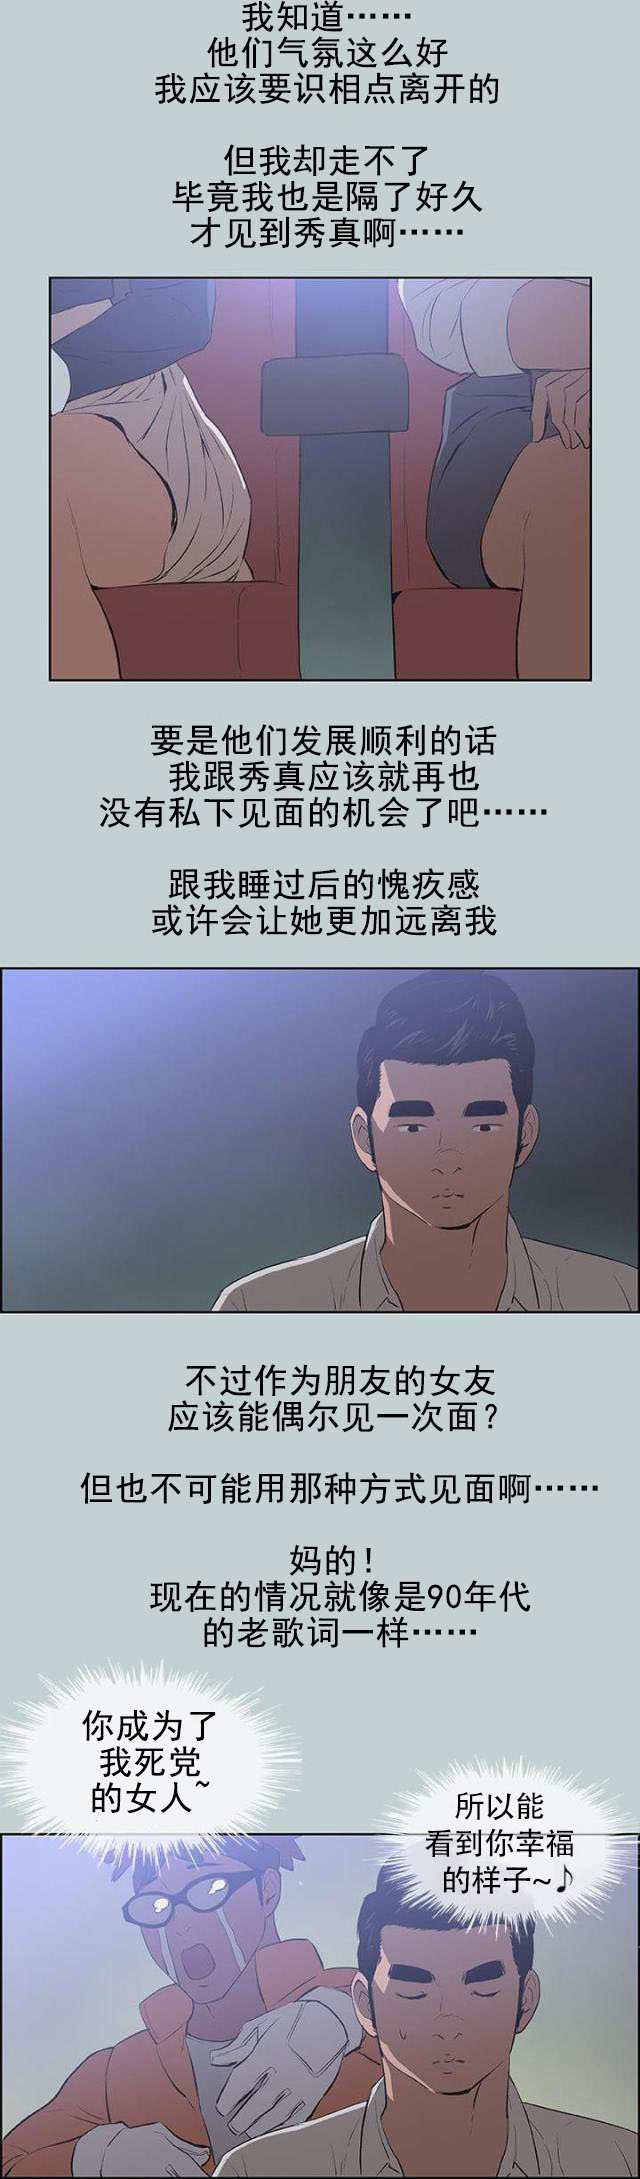 我知道……
他们气氛这么好
我应该要识相点离开的
但我却走不了
毕竟我也是隔了好久
才见到秀真啊……
要是他们发展顺利的话
我跟秀真应该就再也
没有私下见面的机会了吧……
跟我睡过后的愧疚感
或许会让她更加远离我
不过作为朋友的女友
应该能偶尔见一次面?
但也不可能用那种方式见面啊……
妈的!
现在的情况就像是90年代
的老歌词一样……
你成为了
我死党
的女人~
所以能
看到你幸福
的样子~♪